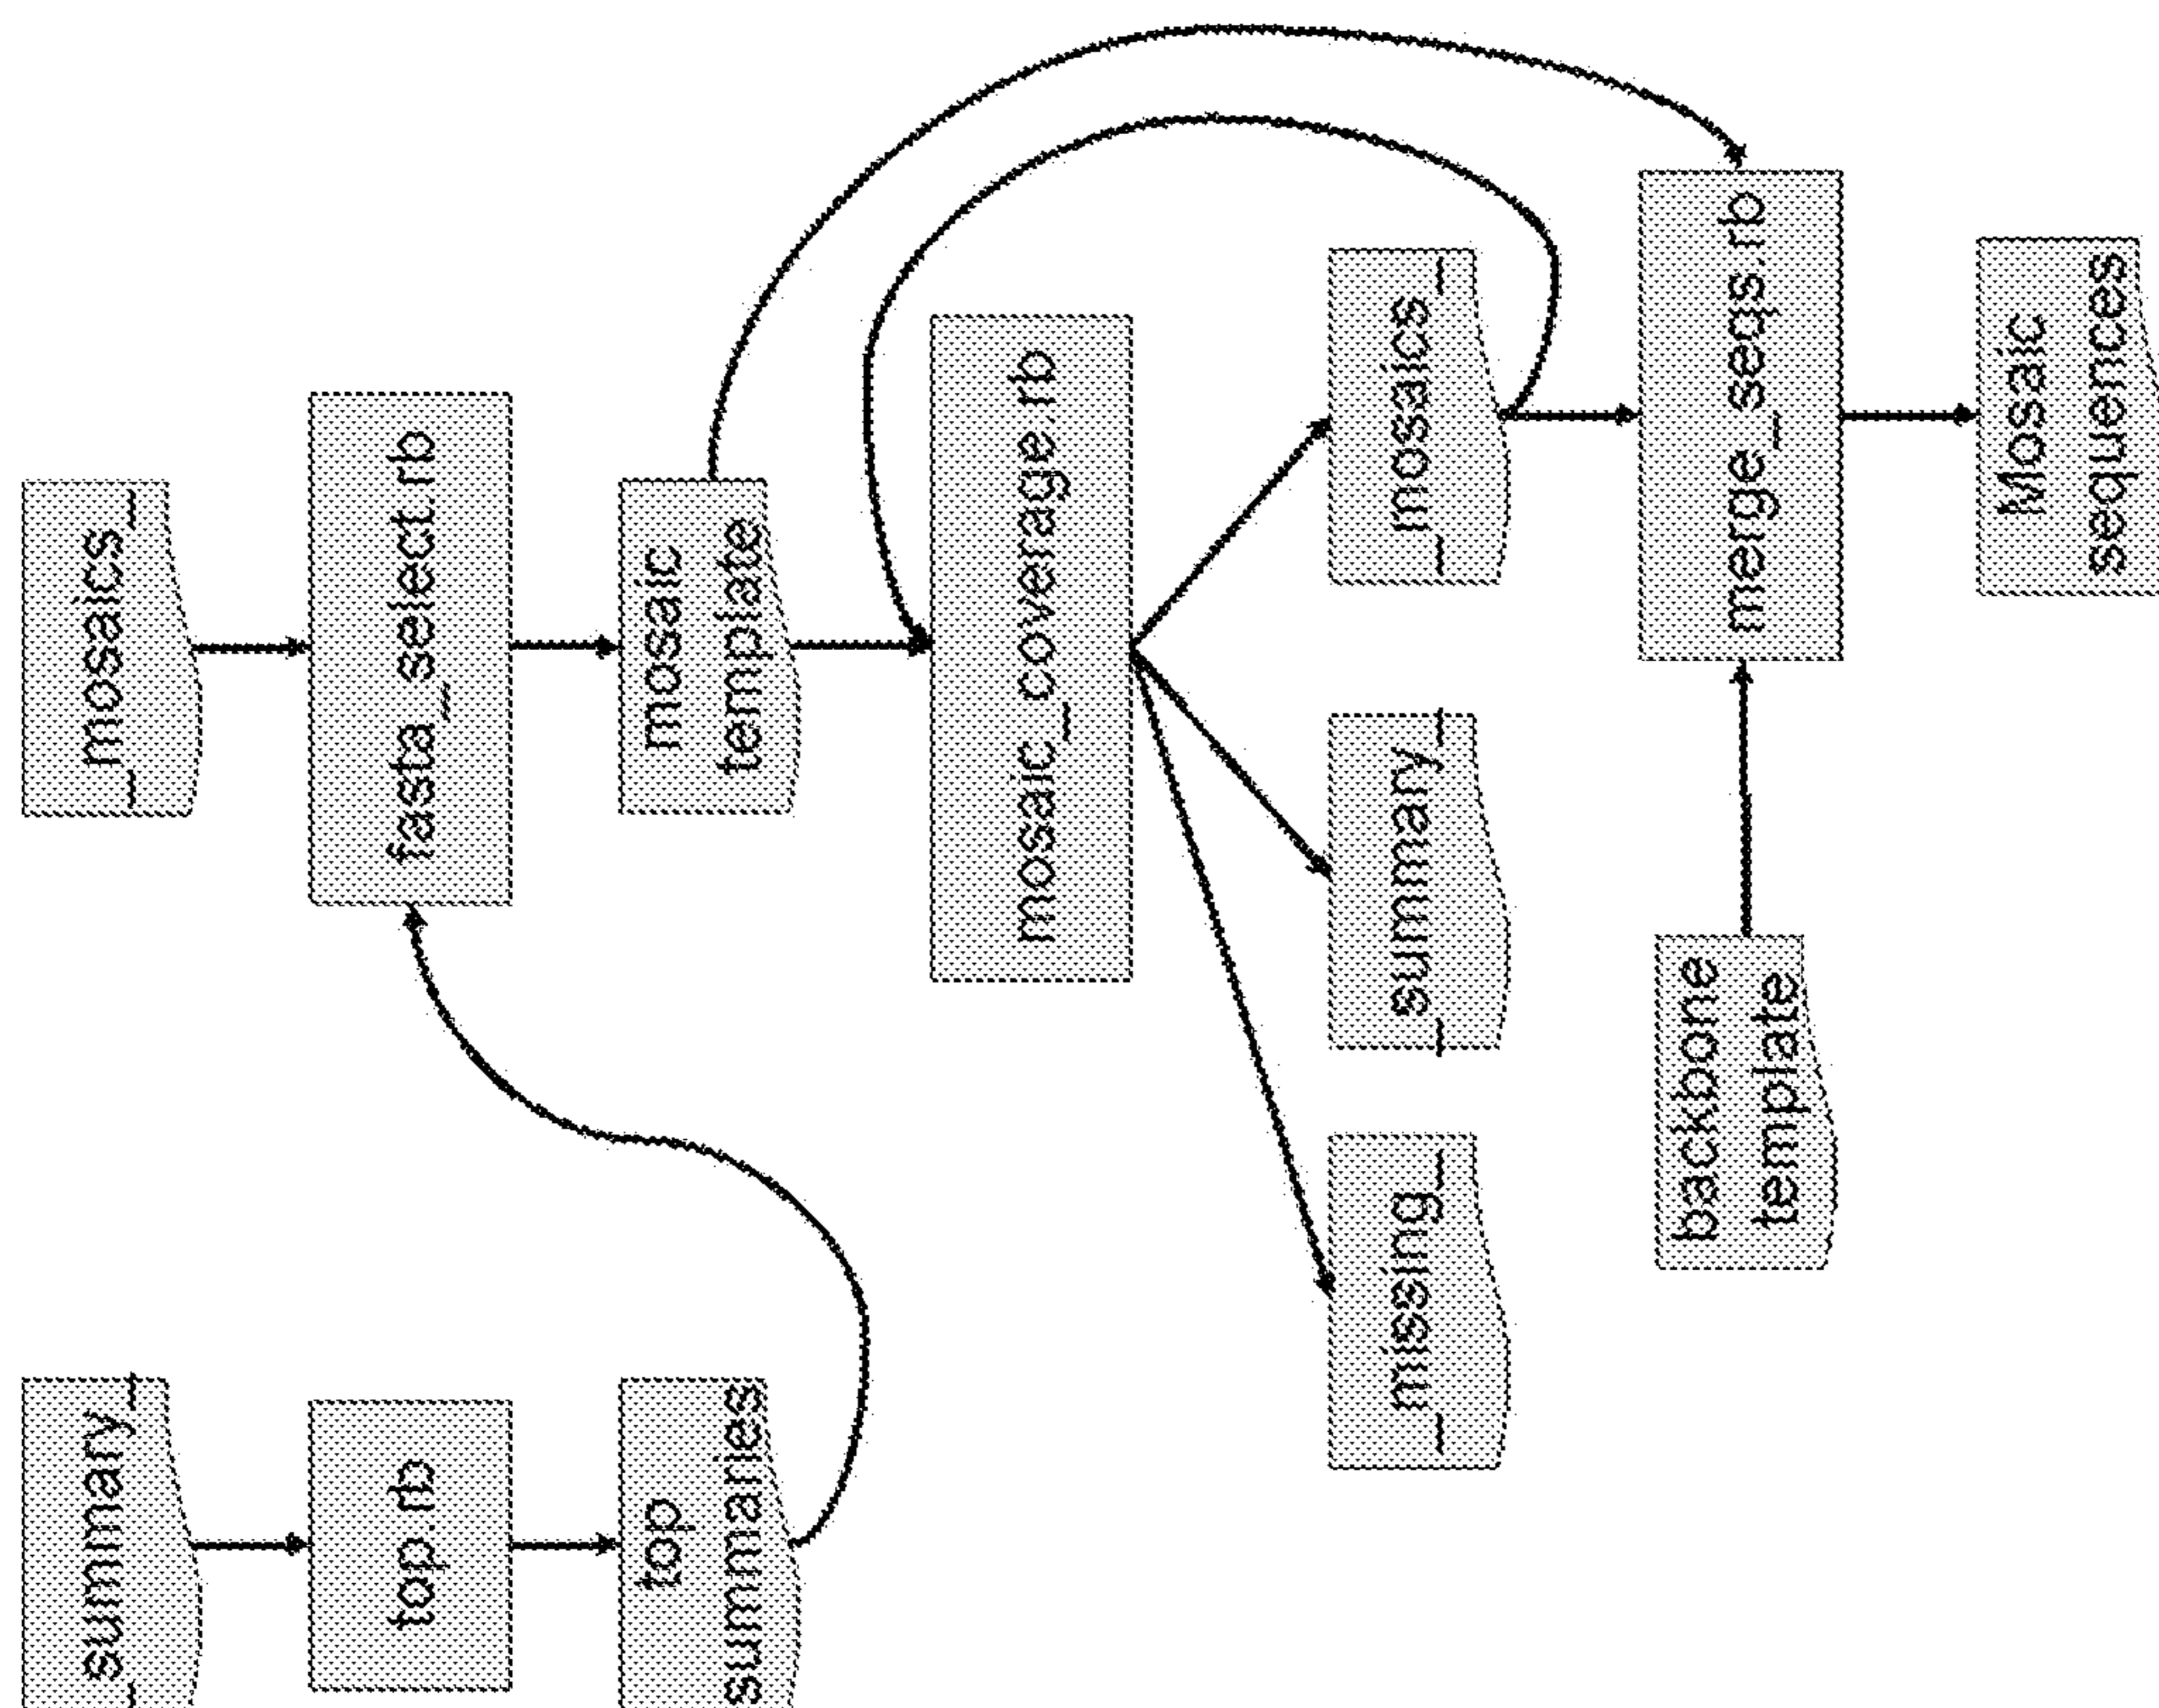 _summary_
_mosaics_
top.rb
fasta_select.rb
top
summaries
mosaic
template
mosaic_coverage.rb
_missing_
_summary_
_mosaics_
backbone
template
merge_seqs.rb
Mosaic
sequences